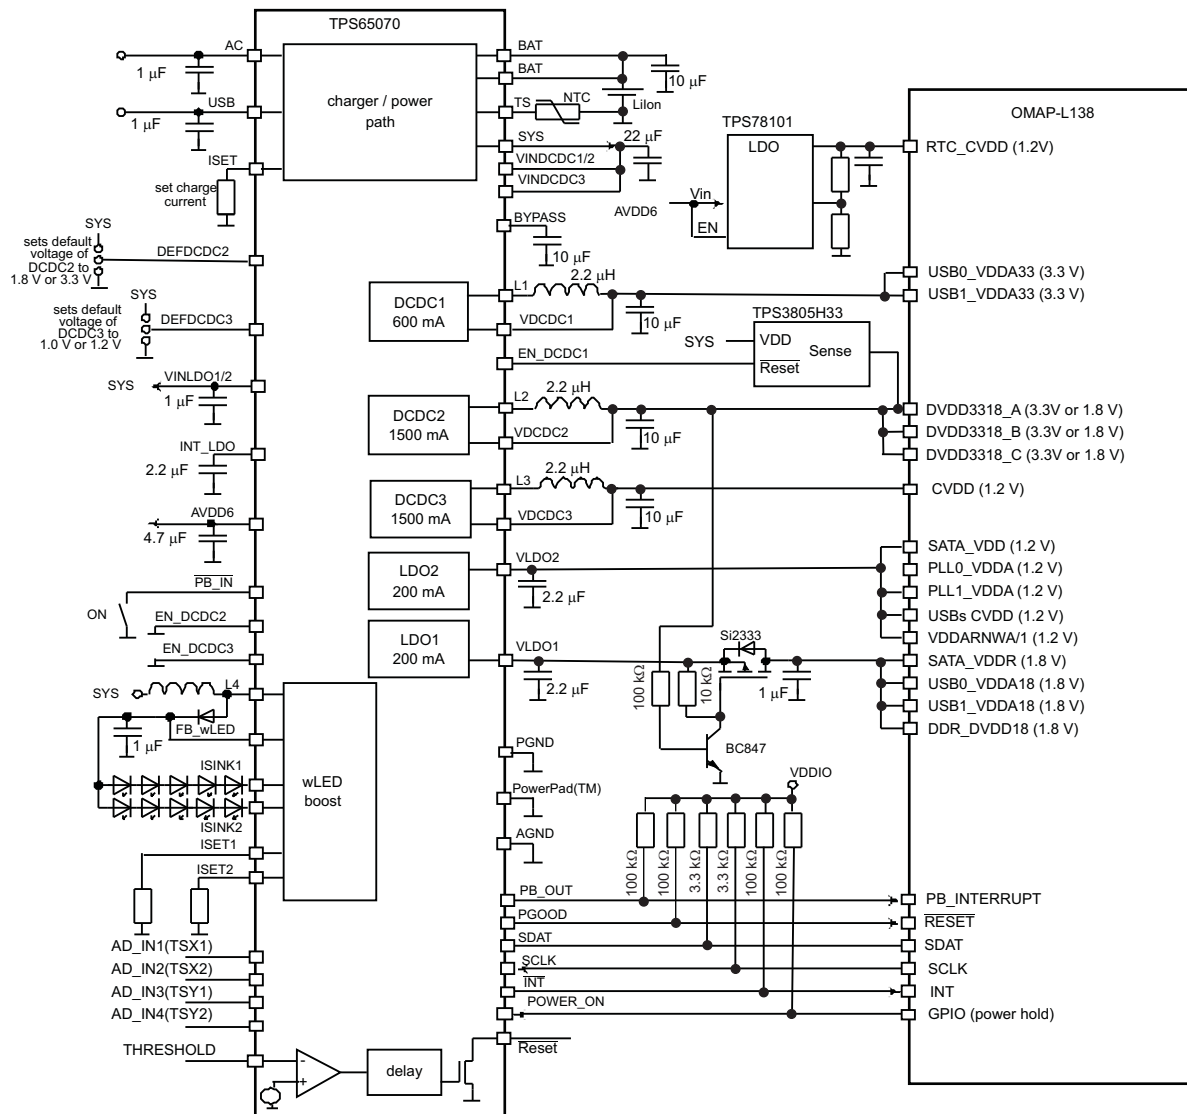 TPS65070
AC
1 μF
USB
1 μF
ISET
set charge
current
charger / power
path
BAT
BAT
10 μF
TS
NTC
LiIon
SYS
22 μF
VINDCDC1/2
VINDCDC3
BYPASS
10 μF
SYS
sets default
voltage of
DCDC2 to
1.8 V or 3.3 V
DEFDCDC2
SYS
sets default
voltage of
DCDC3 to
1.0 V or 1.2 V
DEFDCDC3
SYS
VINLDO1/2
1 μF
INT_LDO
2.2 μF
AVDD6
4.7 μF
PB_IN
ON
EN_DCDC2
EN_DCDC3
SYS
L4
FB_wLED
1 μF
ISINK1
ISINK2
ISET1
ISET2
wLED
boost
AD_IN1(TSX1)
AD_IN2(TSX2)
AD_IN3(TSY1)
AD_IN4(TSY2)
THRESHOLD
-
+
delay
Reset
DCDC1
600 mA
L1
2.2 μH
VDCDC1
10 μF
EN_DCDC1
DCDC2
1500 mA
L2
2.2 μH
VDCDC2
10 μF
DCDC3
1500 mA
L3
2.2 μH
VDCDC3
10 μF
LDO2
200 mA
VLDO2
2.2 μF
LDO1
200 mA
VLDO1
2.2 μF
PGND
PowerPad(TM)
AGND
PB_OUT
PGOOD
SDAT
SCLK
INT
POWER_ON
TPS78101
LDO
Vin
AVDD6
EN
TPS3805H33
SYS
VDD
Sense
Reset
Si2333
100 kΩ
10 kΩ
1 μF
BC847
VDDIO
100 kΩ
100 kΩ
3.3 kΩ
3.3 kΩ
100 kΩ
100 kΩ
OMAP-L138
RTC_CVDD (1.2V)
USB0_VDDA33 (3.3 V)
USB1_VDDA33 (3.3 V)
DVDD3318_A (3.3V or 1.8 V)
DVDD3318_B (3.3V or 1.8 V)
DVDD3318_C (3.3V or 1.8 V)
CVDD (1.2 V)
SATA_VDD (1.2 V)
PLL0_VDDA (1.2 V)
PLL1_VDDA (1.2 V)
USBs CVDD (1.2 V)
VDDARNWA/1 (1.2 V)
SATA_VDDR (1.8 V)
USB0_VDDA18 (1.8 V)
USB1_VDDA18 (1.8 V)
DDR_DVDD18 (1.8 V)
PB_INTERRUPT
RESET
SDAT
SCLK
INT
GPIO (power hold)